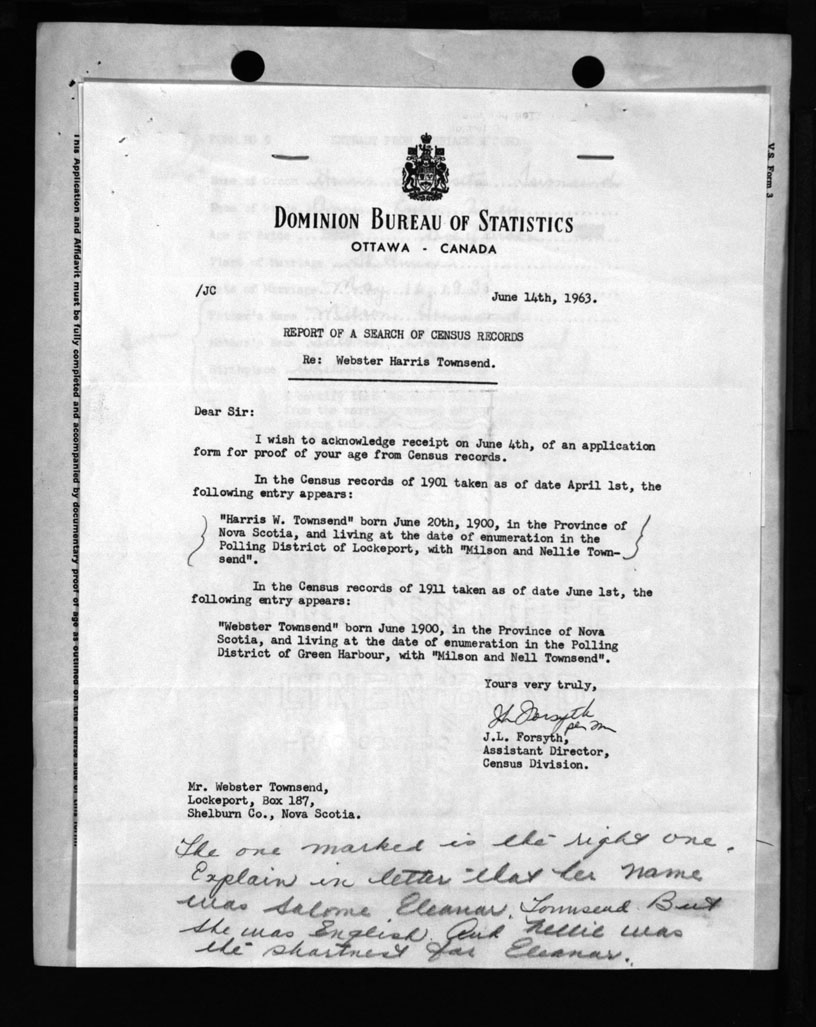 DOMINION BUREAU OF STATISTICS
OTTAWA - CANADA
/JC
June 14th, 1963.
REPORT OF A SEARCH OF CENSUS RECORDS
Re: Webster Harris Townsend.
Dear Sir:
I wish to acknowledge receipt on June 4th, of an application
form for proof of your age from Census records.
In the Census records of 1901 taken as of date April 1st, the
following entry appears:
"Harris W. Townsend" born June 20th, 1900, in the Province of
Nova Scotia, and living at the date of enumeration in the
Polling District of Lockeport, with "Milson and Nellie Town-
send".
In the Census records of 1911 taken as of date June 1st, the
following entry appears:
"Webster Townsend" born June 1900, in the Province of Nova
Scotia, and living at the date of enumeration in the Polling
District of Green Harbour, with "Milson and Nell Townsend".
Yours very truly,
J.L. Forsyth,
Assistant Director,
Census Division.
Mr. Webster Townsend,
Lockeport, Box 187,
Shelburn Co., Nova Scotia.
The one marked is the right one.
Explain in letter that her name
was Salome Eleanar Townsend But
She was English. And Nellie was
the shartnest for Eleanar.
This Application and Affidavit must be fully completed and accompanied by documentary proof of age as outlined on the reverse side of this form
V.S. Form 3